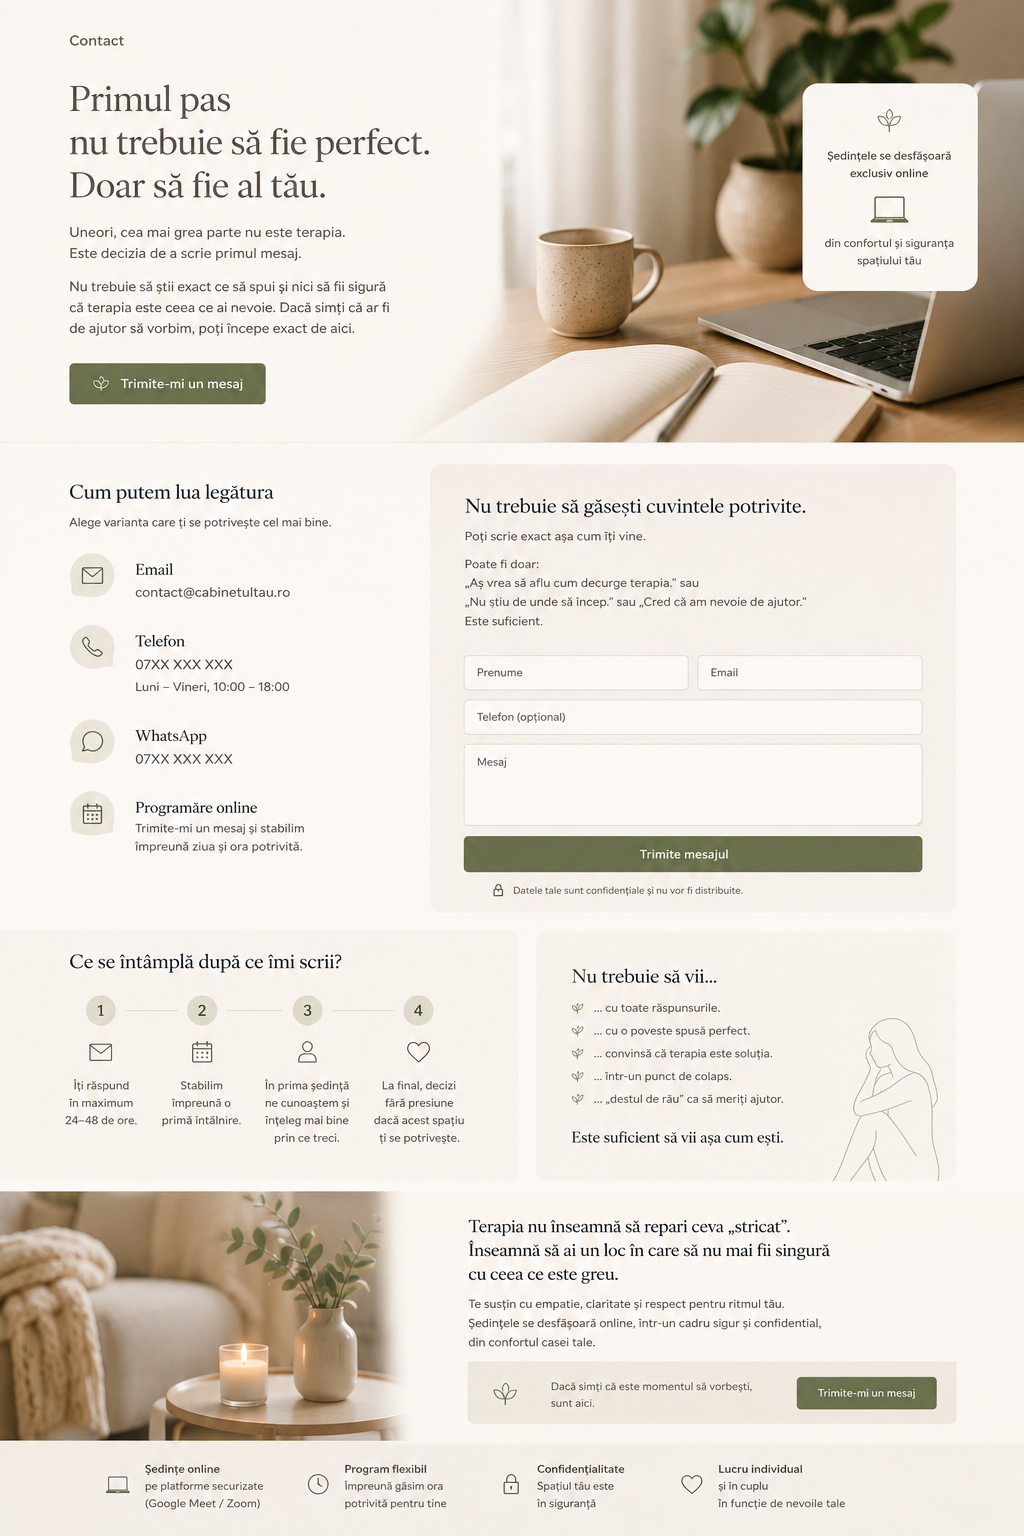 Contact
Primul pas
nu trebuie să fie perfect.
Doar să fie al tău.
Uneori, cea mai grea parte nu este terapia.
Este decizia de a scrie primul mesaj.
Nu trebuie să știi exact ce să spui și nici să fii sigură
că terapia este ceea ce ai nevoie. Dacă simți că ar fi
de ajutor să vorbim, poți începe exact de aici.
Trimite-mi un mesaj
Ședințele se desfășoară
exclusiv online
din confortul și siguranța
spațiului tău
Cum putem lua legătura
Alege varianta care ți se potrivește cel mai bine.
Email
contact@cabinetultau.ro
Telefon
07XX XXX XXX
Luni – Vineri, 10:00 – 18:00
WhatsApp
07XX XXX XXX
Programăre online
Trimite-mi un mesaj și stabilim
împreună ziua și ora potrivită.
Nu trebuie să găsești cuvintele potrivite.
Poți scrie exact așa cum îți vine.
Poate fi doar:
„Aș vrea să aflu cum decurge terapia.” sau
„Nu știu de unde să încep.” sau „Cred că am nevoie de ajutor.”
Este suficient.
Prenume
Email
Telefon (opțional)
Mesaj
Trimite mesajul
Datele tale sunt confidențiale și nu vor fi distribuite.
Ce se întâmplă după ce îmi scrii?
1
2
3
4
Îți răspund
în maximum
24–48 de ore.
Stabilim
împreună o
primă întâlnire.
În prima ședință
ne cunoaștem și
înțeleg mai bine
prin ce treci.
La final, decizi
fără presiune
dacă acest spațiu
ți se potrivește.
Nu trebuie să vii...
... cu toate răspunsurile.
... cu o poveste spusă perfect.
... convinsă că terapia este soluția.
... într-un punct de colaps.
... „destul de rău” ca să meriți ajutor.
Este suficient să vii așa cum ești.
Terapia nu înseamnă să repari ceva „stricat”.
Înseamnă să ai un loc în care să nu mai fii singură
cu ceea ce este greu.
Te susțin cu empatie, claritate și respect pentru ritmul tău.
Ședințele se desfășoară online, într-un cadru sigur și confidential,
din confortul casei tale.
Dacă simți că este momentul să vorbești,
sunt aici.
Trimite-mi un mesaj
Ședințe online
pe platforme securizate
(Google Meet / Zoom)
Program flexibil
Împreună găsim ora
potrivită pentru tine
Confidențialitate
Spațiul tău este
în siguranță
Lucru individual
și în cuplu
în funcție de nevoile tale